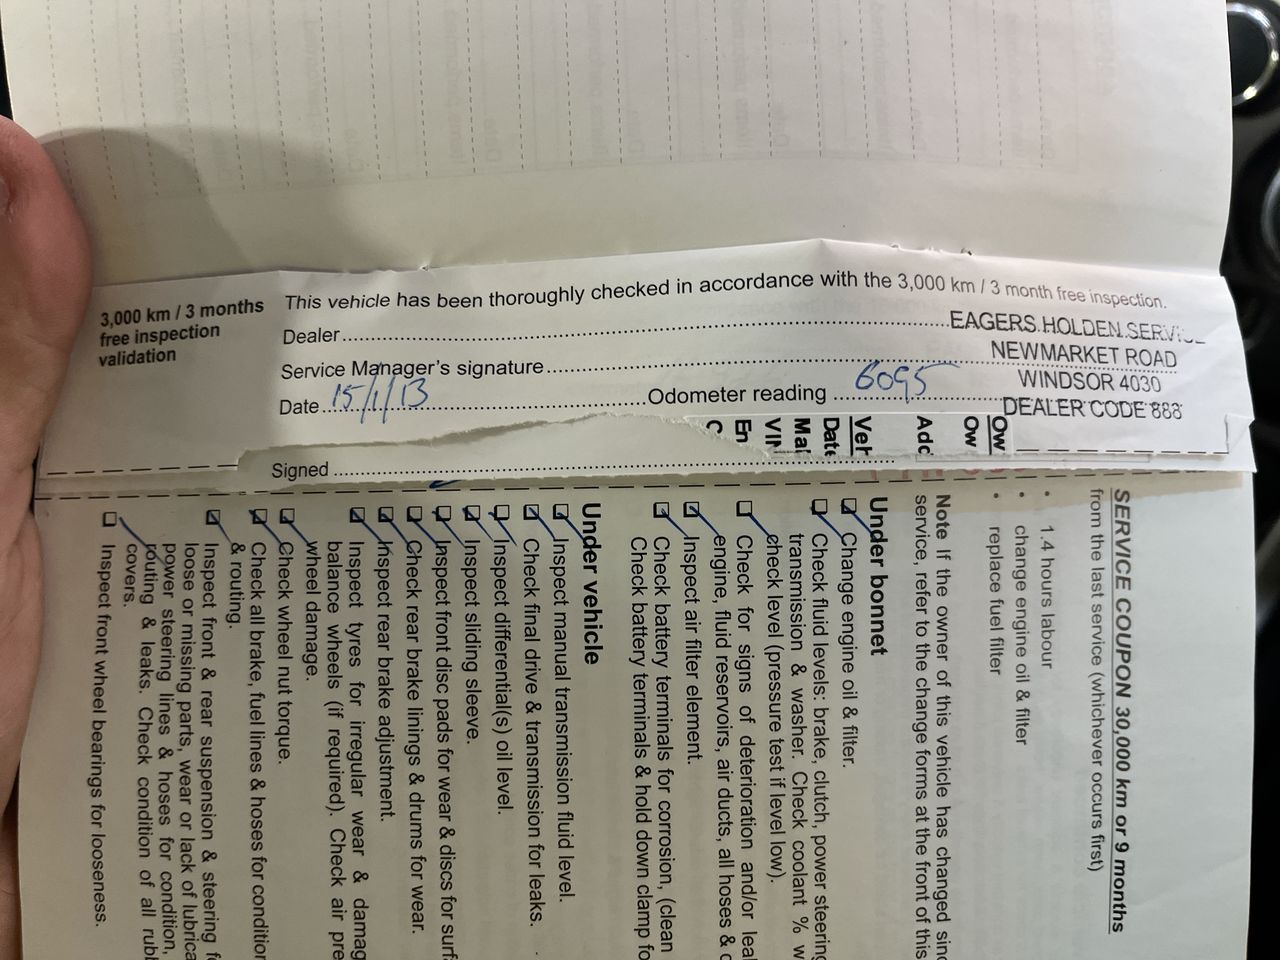 3,000 km / 3 months
free inspection
validation
This vehicle has been thoroughly checked in accordance with the 3,000 km / 3 month free inspection.
Dealer
EAGERS HOLDEN SERVICE
NEWMARKET ROAD
WINDSOR 4030
DEALER CODE 888
Service Manager's signature
Date 15/1/13 Odometer reading 6095
Signed
Ow
Ow
Veh
SERVICE COUPON 30,000 km or 9 months
from the last service (whichever occurs first)
• 1.4 hours labour
• change engine oil & filter
• replace fuel filter
Note If the owner of this vehicle has changed
service, refer to the change forms at the front of this
Under bonnet
Change engine oil & filter.
Check fluid levels: brake, clutch, power steering
transmission & washer. Check coolant %
check level (pressure test if level low).
Check for signs of deterioration and/or
engine, fluid reservoirs, air ducts, all hoses &
Inspect air filter element.
Check battery terminals for corrosion, (clean
Check battery terminals & hold down clamp
Under vehicle
Inspect manual transmission fluid level.
Check final drive & transmission for leaks.
Inspect differential(s) oil level.
Inspect sliding sleeve.
Inspect front disc pads for wear & discs for
Check rear brake linings & drums for wear.
Inspect rear brake adjustment.
Inspect tyres for irregular wear &
balance wheels (if required). Check air
wheel damage.
Check wheel nut torque.
Check all brake, fuel lines & hoses for
& routing.
Inspect front & rear suspension & steering
loose or missing parts, wear or lack of
power steering lines & hoses for condition,
routing & leaks. Check condition of all
covers.
Inspect front wheel bearings for looseness.